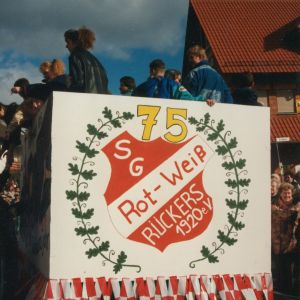 75
SG
Rot-Weiß
RÜCKERS
1920 e.V